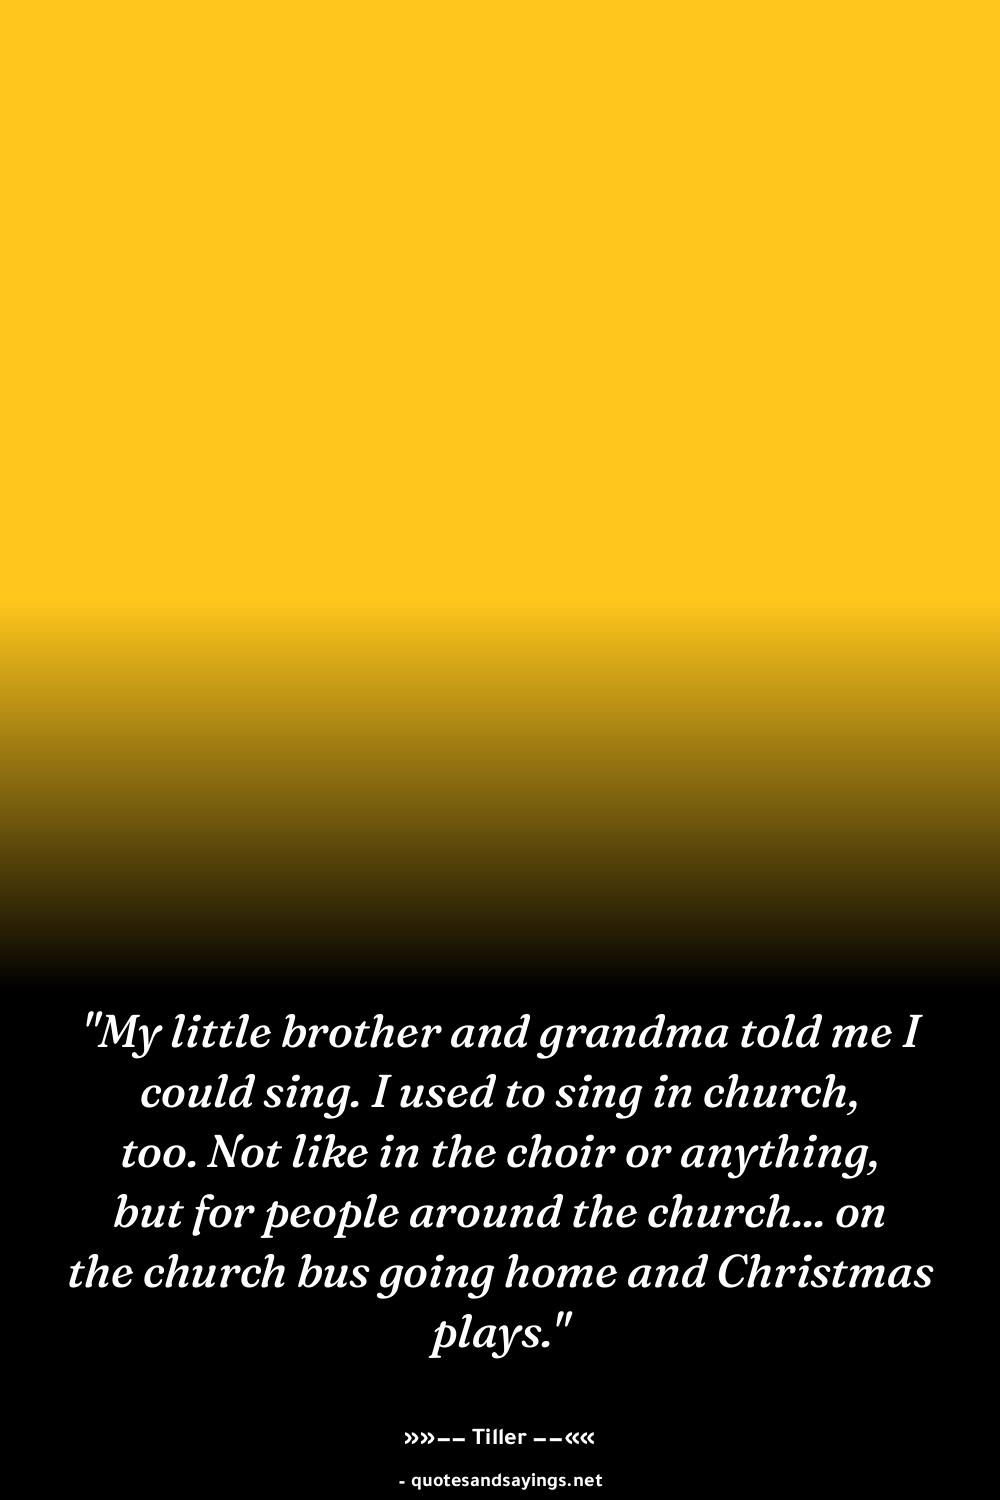 "My little brother and grandma told me I
could sing. I used to sing in church,
too. Not like in the choir or anything,
but for people around the church... on
the church bus going home and Christmas
plays."
»»−− Tiller −−««
- quotesandsayings.net